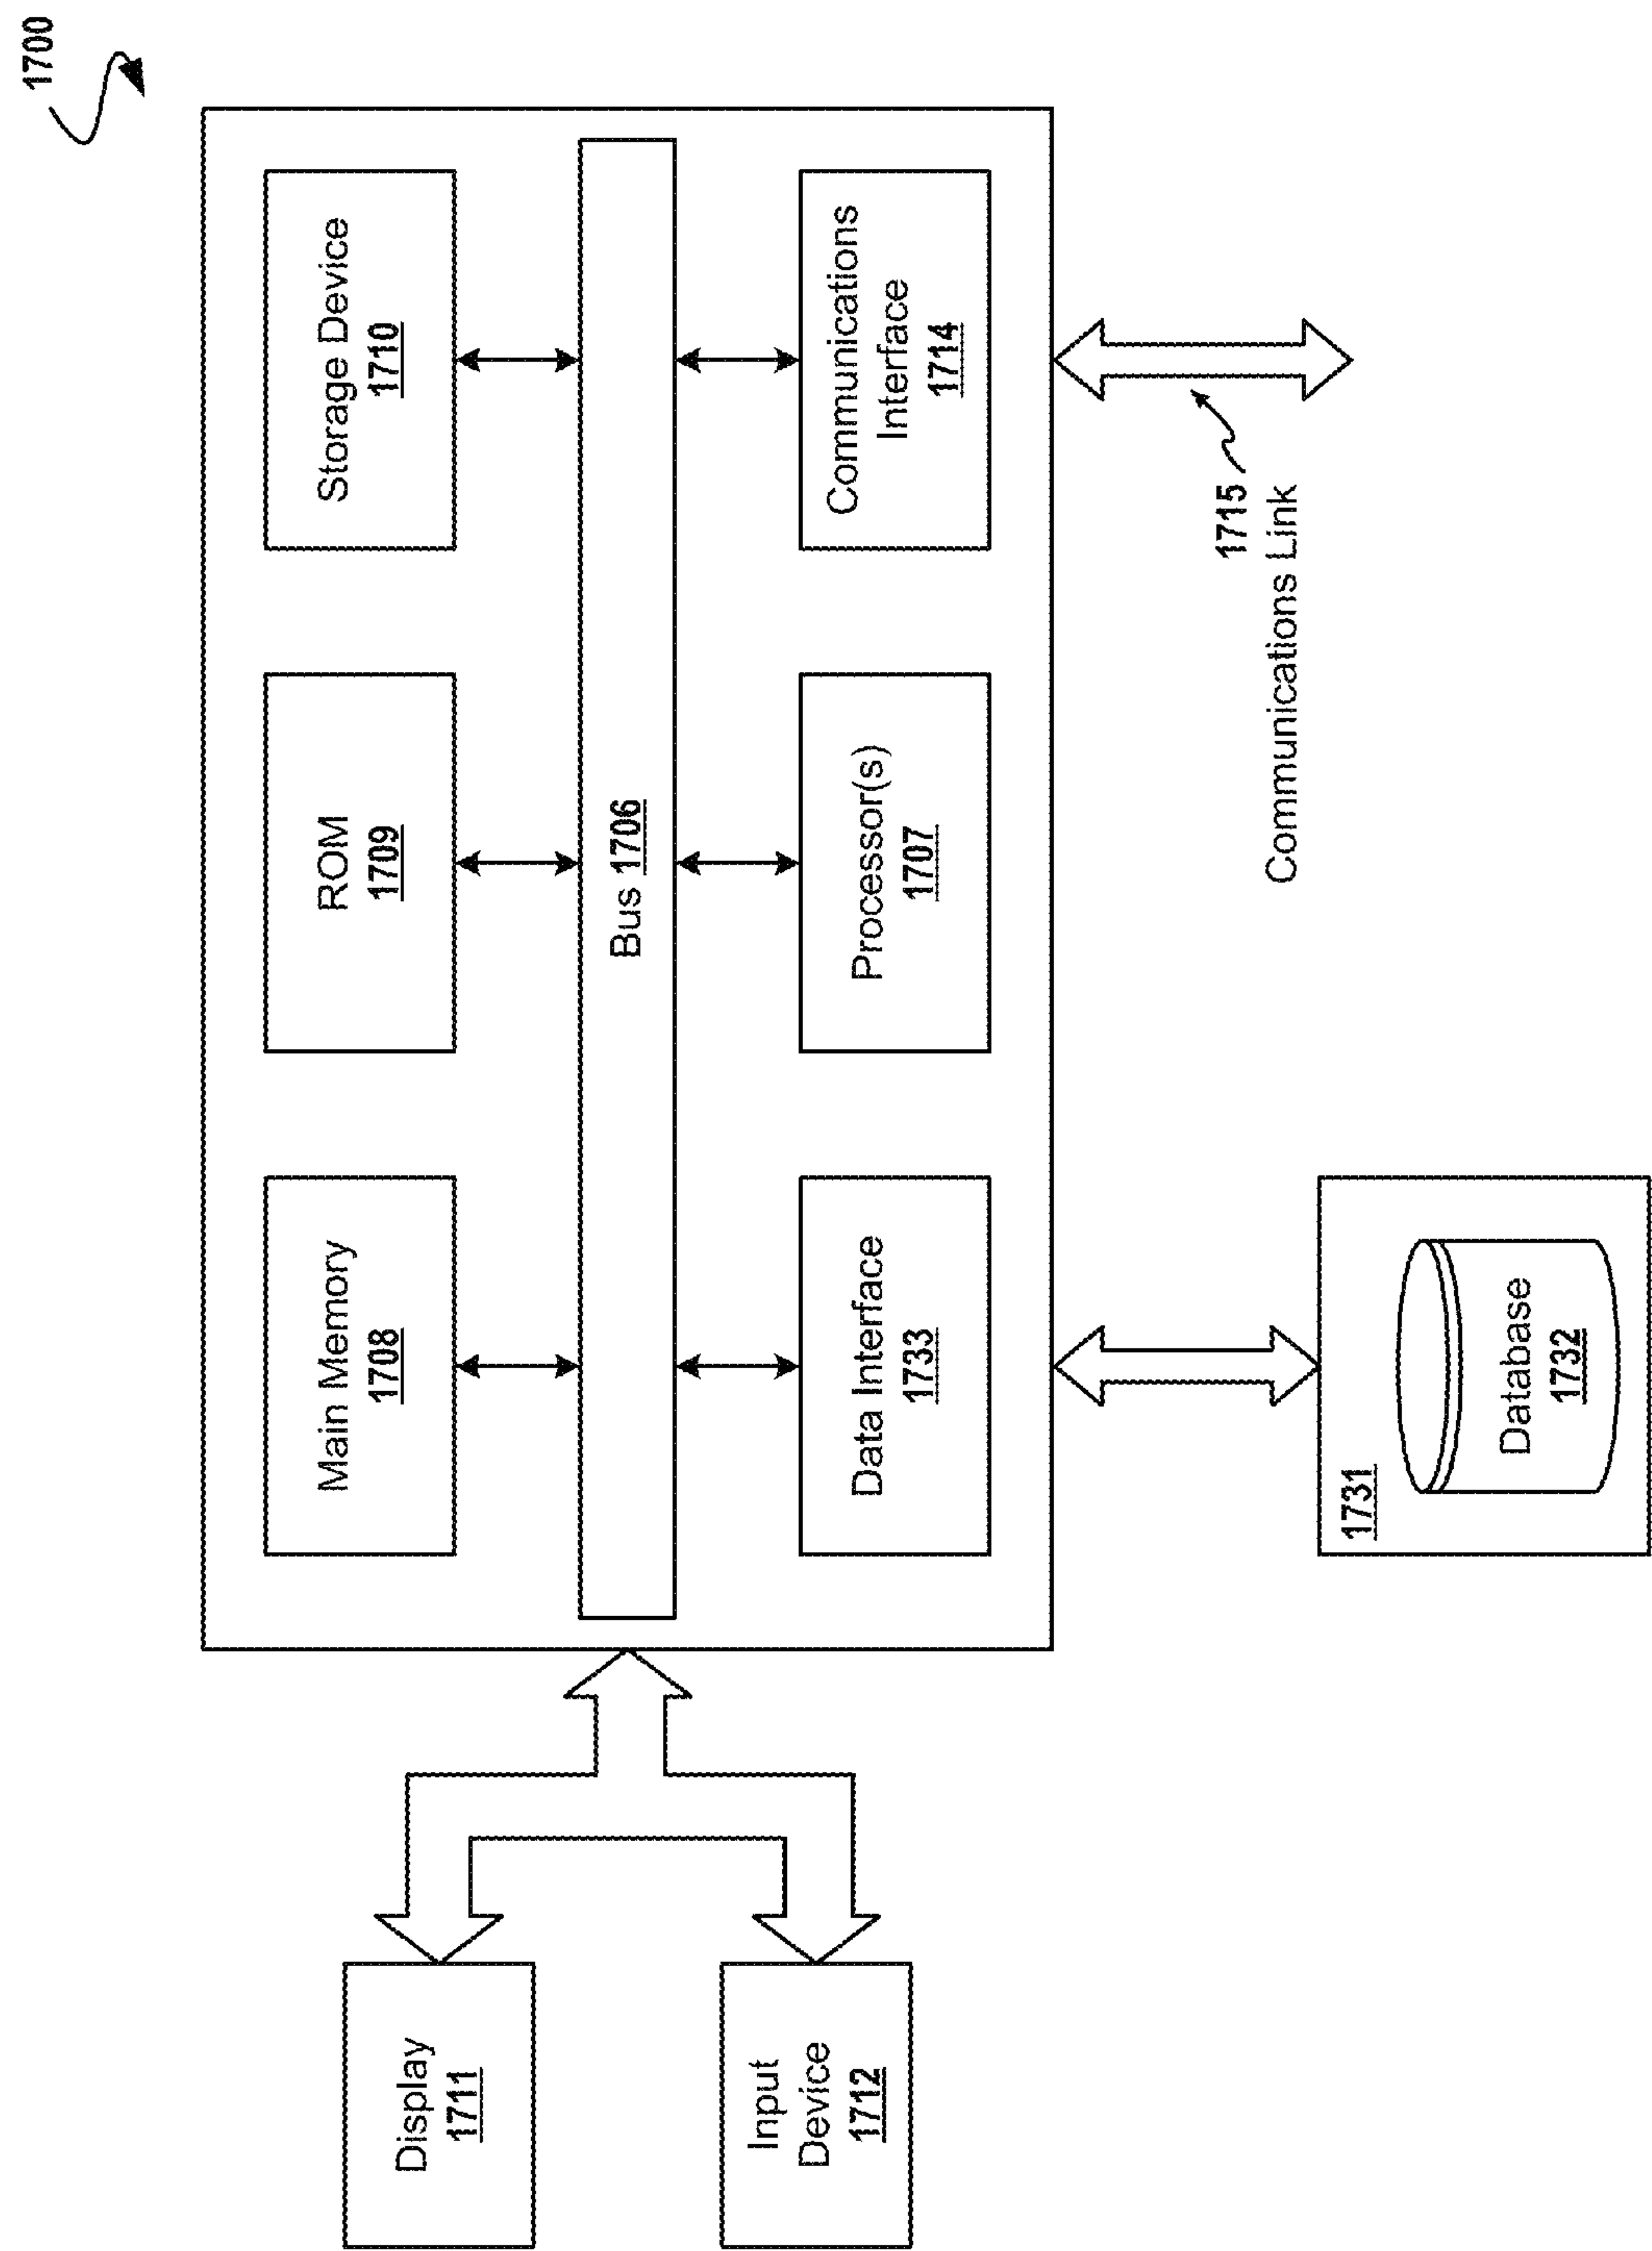 1700
Main Memory
1708
ROM
1709
Storage Device
1710
Bus 1706
Data Interface
1733
Processor(s)
1707
Communications
Interface
1714
Display
1711
Input
Device
1712
1715
Communications Link
1731
Database
1732